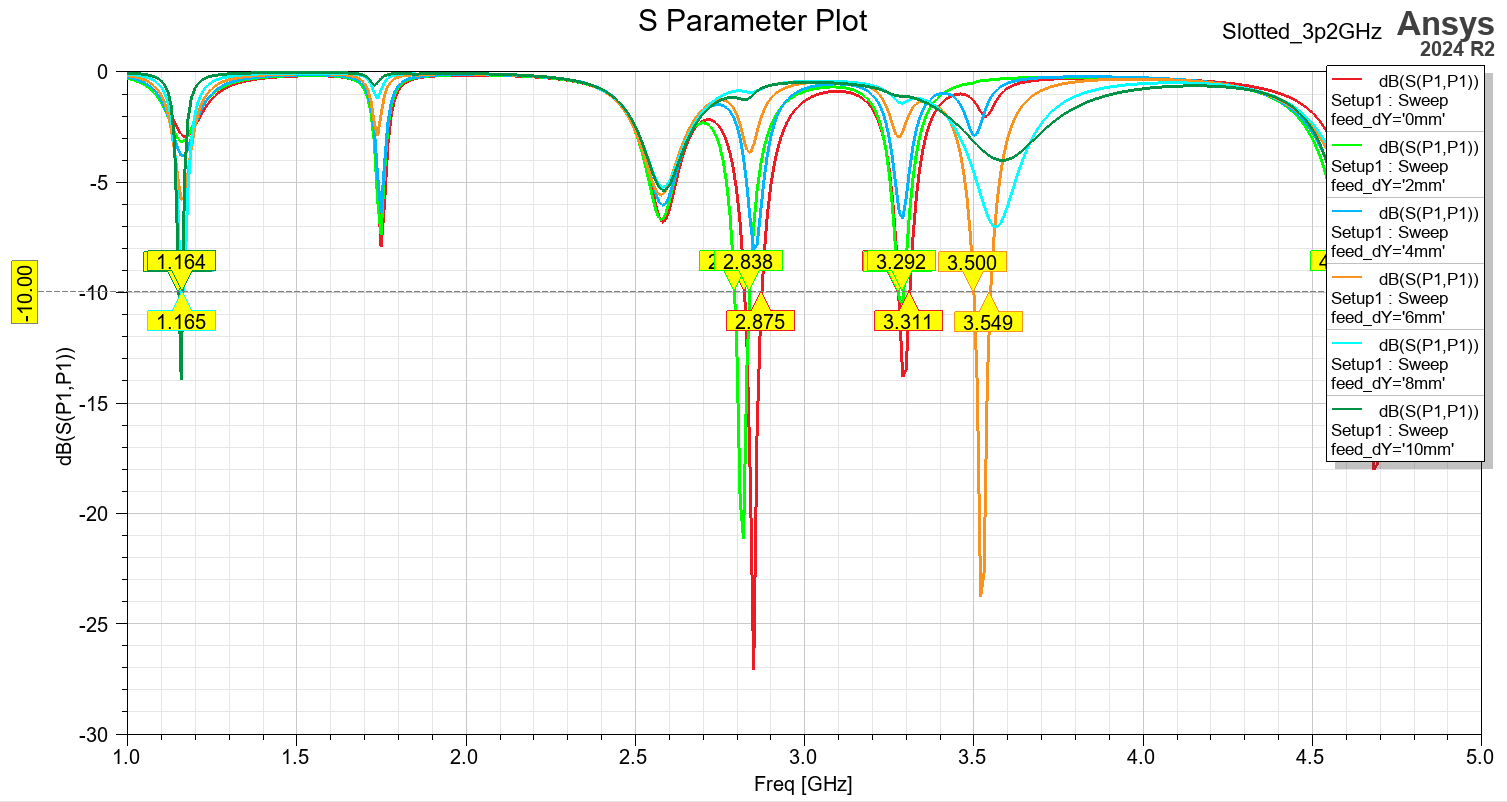 S Parameter Plot
Slotted_3p2GHz
Ansys
2024 R2
dB(S(P1,P1))
Setup1 : Sweep
feed_dY='0mm'
dB(S(P1,P1))
Setup1 : Sweep
feed_dY='2mm'
dB(S(P1,P1))
Setup1 : Sweep
feed_dY='4mm'
dB(S(P1,P1))
Setup1 : Sweep
feed_dY='6mm'
dB(S(P1,P1))
Setup1 : Sweep
feed_dY='8mm'
dB(S(P1,P1))
Setup1 : Sweep
feed_dY='10mm'
0
-5
-10
-15
-20
-25
-30
-10.00
dB(S(P1,P1))
1.164
2.838
3.292
3.500
1.165
2.875
3.311
3.549
1.0
1.5
2.0
2.5
3.0
3.5
4.0
4.5
5.0
Freq [GHz]